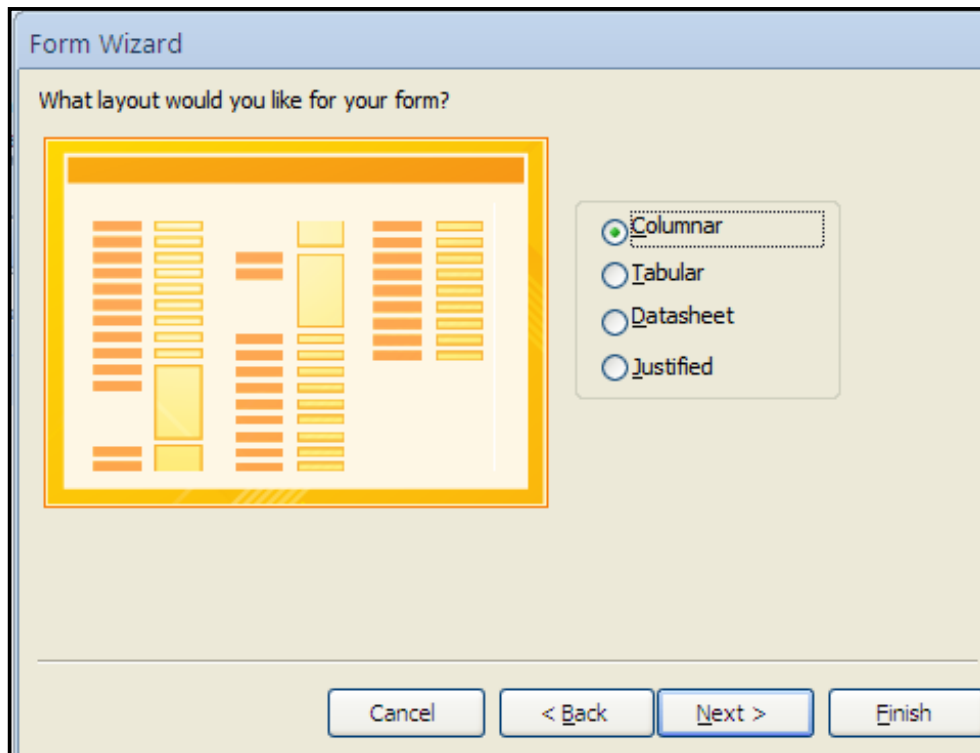 Form Wizard
What layout would you like for your form?
Columnar
Tabular
Datasheet
Justified
Cancel
< Back
Next >
Finish